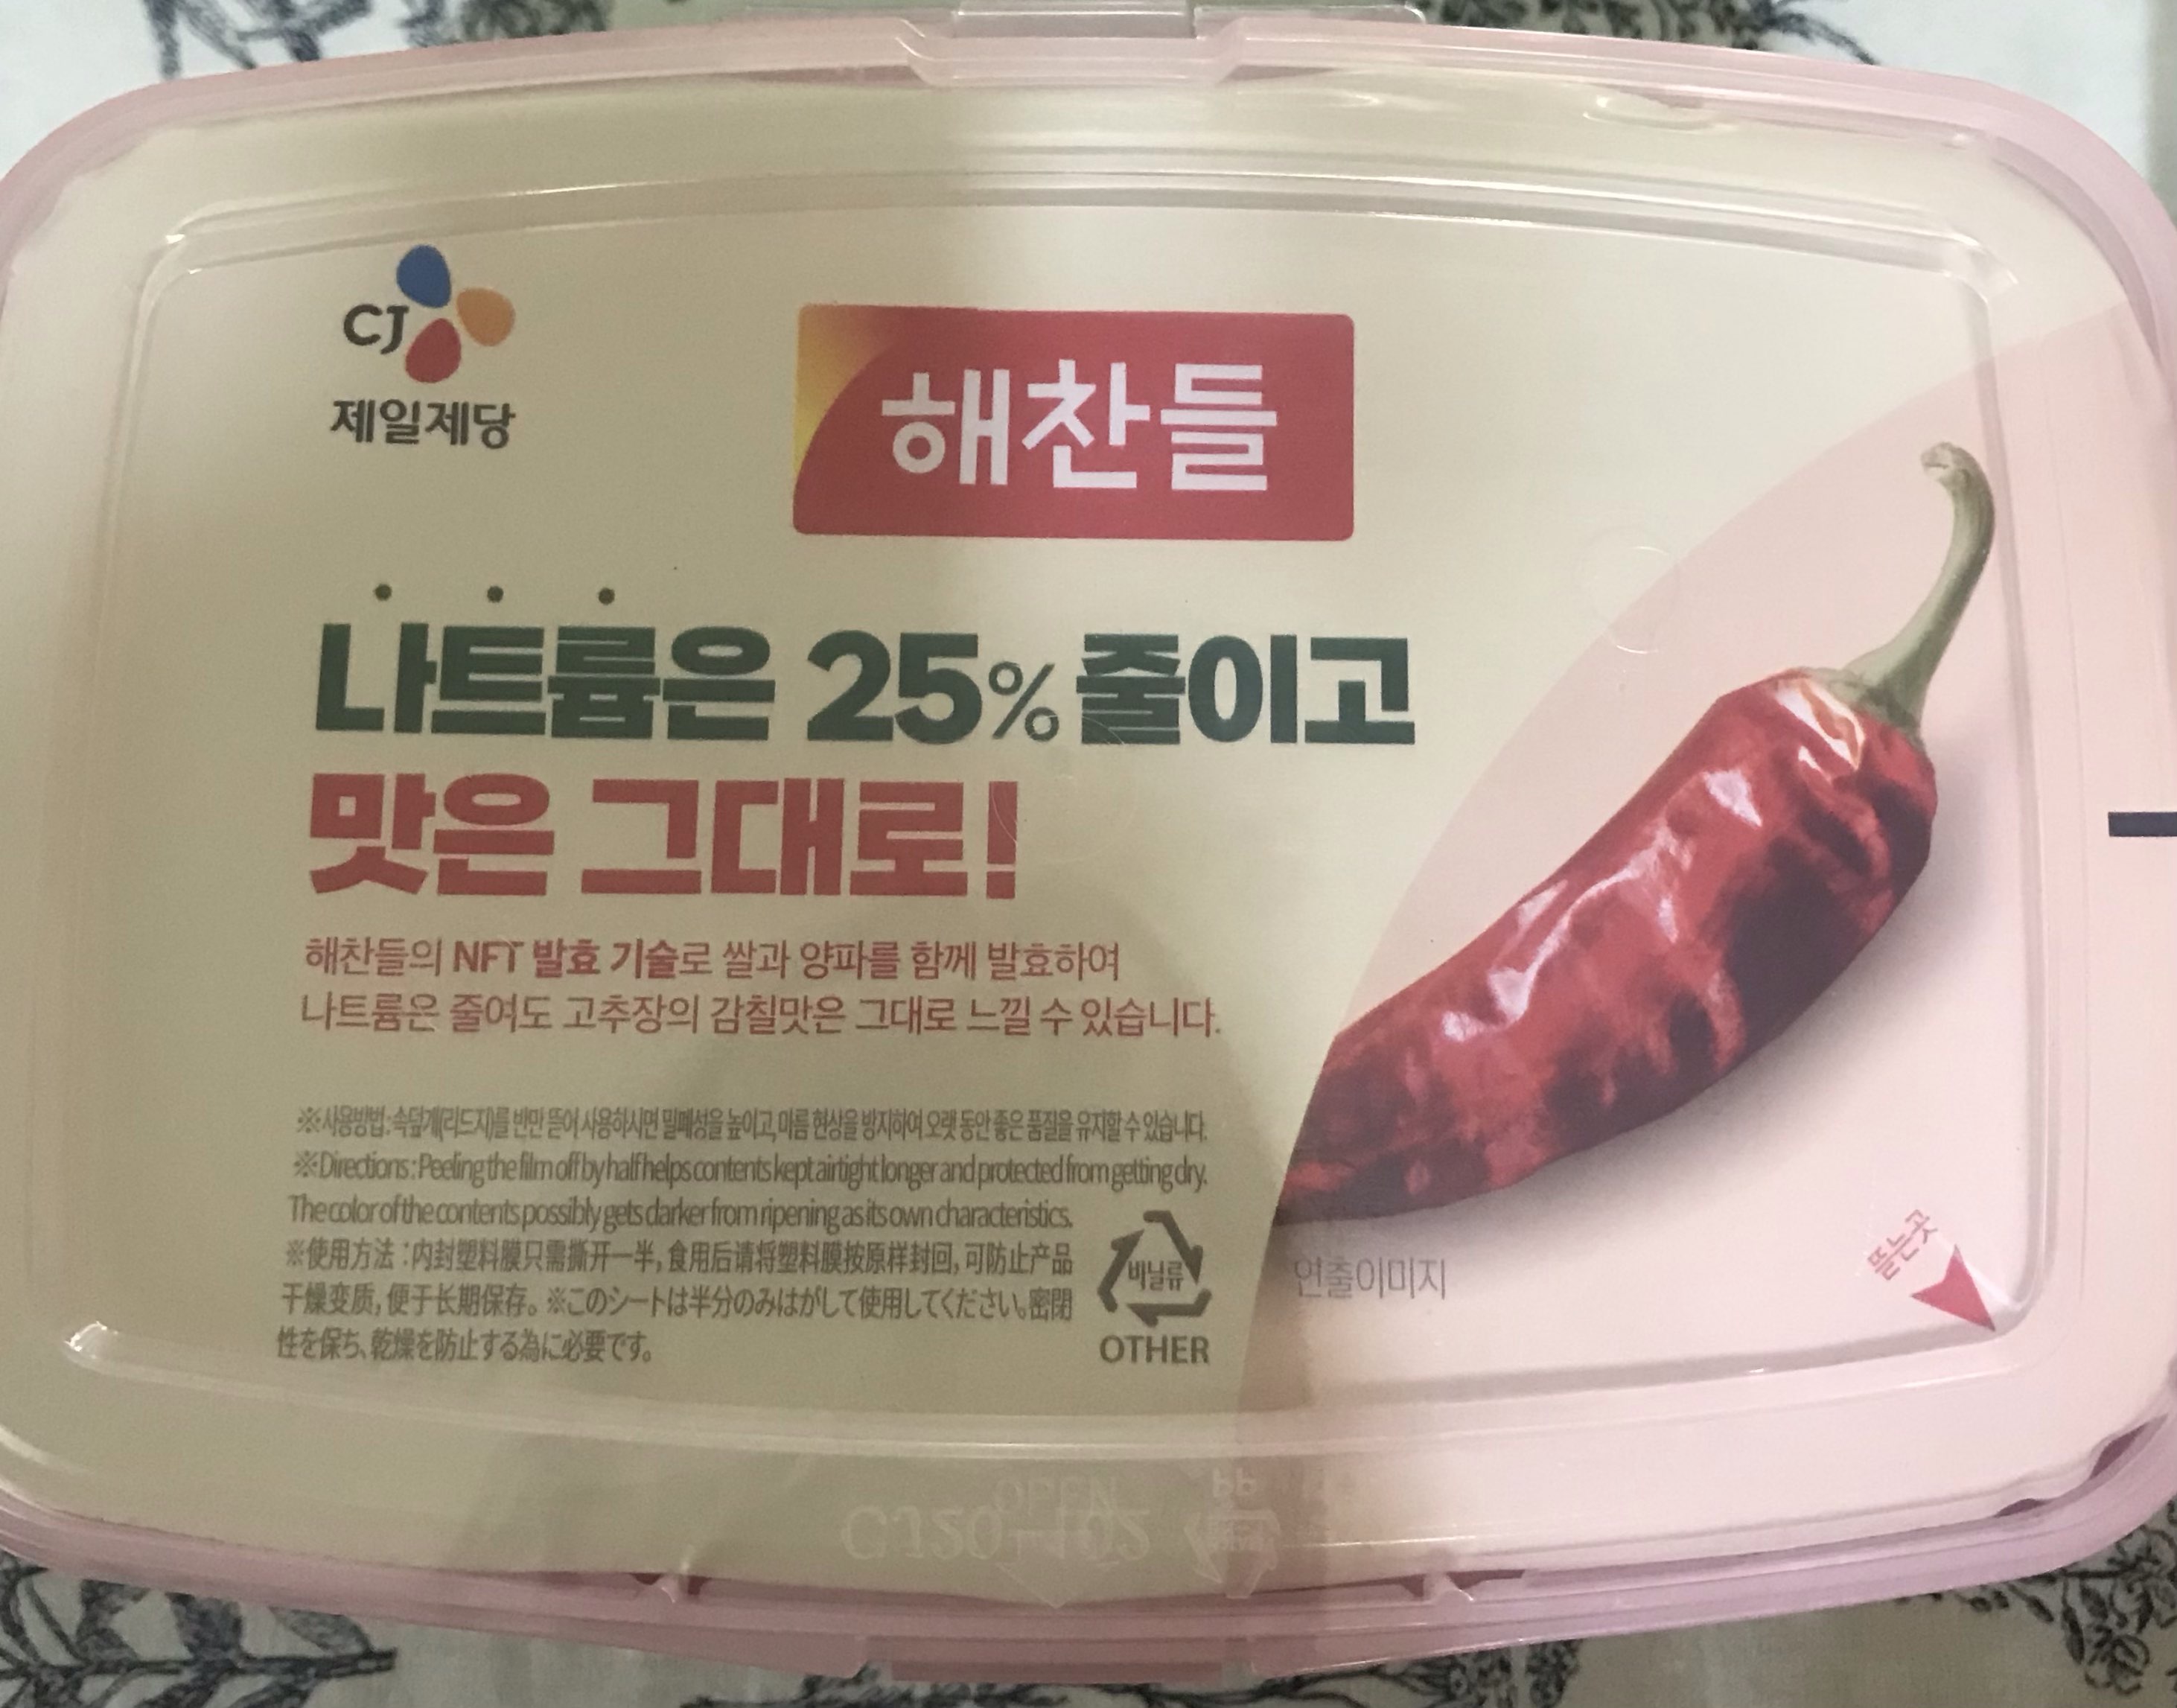 CJ
제일제당
해찬들
나트륨은 25% 줄이고
맛은 그대로!
해찬들의 NFT 발효 기술로 쌀과 양파를 함께 발효하여
나트륨은 줄여도 고추장의 감칠맛은 그대로 느낄 수 있습니다.
※사용방법 : 속덮개(리드지)를 반만 뜯어 사용하시면 밀폐성을 높이고, 마름 현상을 방지하여 오랫 동안 좋은 품질을 유지할 수 있습니다.
※Directions : Peeling the film off by half helps contents kept airtight longer and protected from getting dry.
The color of the contents possibly gets darker from ripening as its own characteristics.
※使用方法 : 内封塑料膜只需撕开一半, 食用后请将塑料膜按原样封回, 可防止产品
干燥变质, 便于长期保存。※このシートは半分のみはがして使用してください。密閉
性を保ち、乾燥を防止する為に必要です。
비닐류
OTHER
연출이미지
뜯는곳
OPEN
CJ20-102
PP